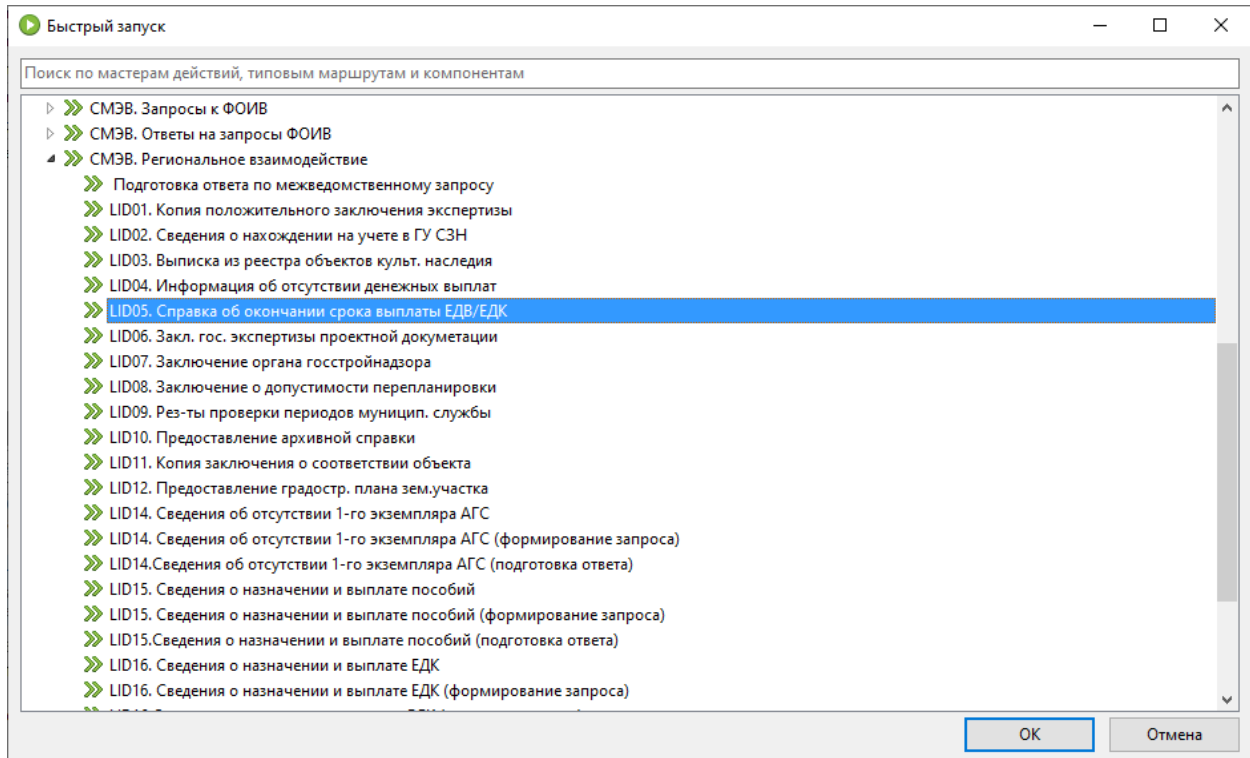 Быстрый запуск
Поиск по мастерам действий, типовым маршрутам и компонентам
СМЭВ. Запросы к ФОИВ
СМЭВ. Ответы на запросы ФОИВ
СМЭВ. Региональное взаимодействие
Подготовка ответа по межведомственному запросу
LID01. Копия положительного заключения экспертизы
LID02. Сведения о нахождении на учете в ГУ СЗН
LID03. Выписка из реестра объектов культ. наследия
LID04. Информация об отсутствии денежных выплат
LID05. Справка об окончании срока выплаты ЕДВ/ЕДК
LID06. Закл. гос. экспертизы проектной докуметации
LID07. Заключение органа госстройнадзора
LID08. Заключение о допустимости перепланировки
LID09. Рез-ты проверки периодов муницип. службы
LID10. Предоставление архивной справки
LID11. Копия заключения о соответствии объекта
LID12. Предоставление градостр. плана зем.участка
LID14. Сведения об отсутствии 1-го экземпляра АГС
LID14. Сведения об отсутствии 1-го экземпляра АГС (формирование запроса)
LID14.Сведения об отсутствии 1-го экземпляра АГС (подготовка ответа)
LID15. Сведения о назначении и выплате пособий
LID15. Сведения о назначении и выплате пособий (формирование запроса)
LID15.Сведения о назначении и выплате пособий (подготовка ответа)
LID16. Сведения о назначении и выплате ЕДК
LID16. Сведения о назначении и выплате ЕДК (формирование запроса)
ОК Отмена